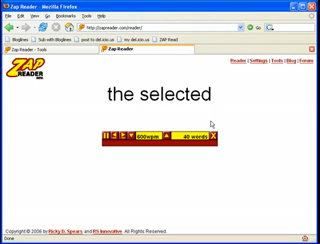 Zap Reader - Mozilla Firefox
File Edit View Go Bookmarks Tools Help
http://zapreader.com/reader/
Bloglines Sub with Bloglines post to del.icio.us my del.icio.us ZAP Read
Zap Reader - Tools Zap Reader
ZAP
READER
Reader | Settings | Tools | Blog | Forums
the selected
600wpm 40 words X
Copyright © 2006 by Ricky D. Spears and RS Innovative. All Rights Reserved.
Done